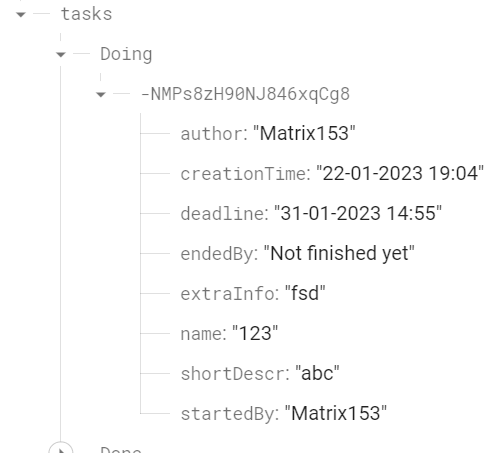 tasks
Doing
-NMPs8zH90NJ846xqCg8
author: "Matrix153"
creationTime: "22-01-2023 19:04"
deadline: "31-01-2023 14:55"
endedBy: "Not finished yet"
extraInfo: "fsd"
name: "123"
shortDescr: "abc"
startedBy: "Matrix153"